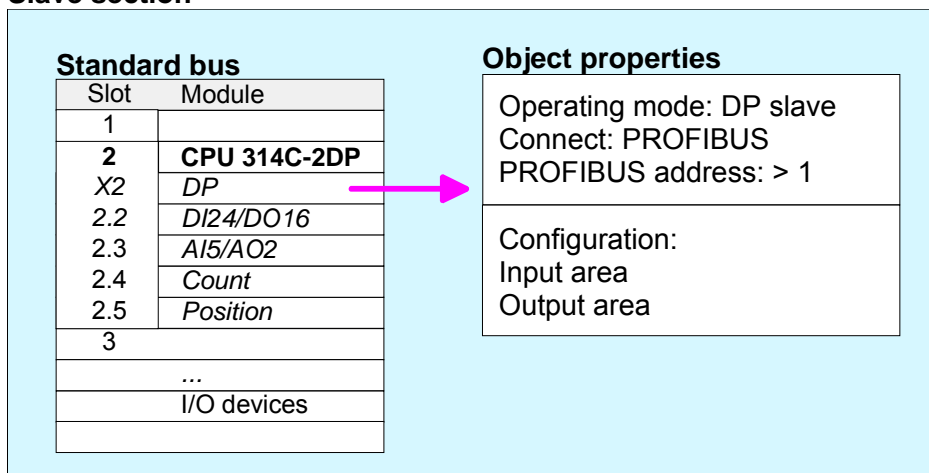 Slave section
Standard bus
Slot Module
1
2 CPU 314C-2DP
X2 DP
2.2 DI24/DO16
2.3 AI5/AO2
2.4 Count
2.5 Position
3
...
I/O devices
Object properties
Operating mode: DP slave
Connect: PROFIBUS
PROFIBUS address: > 1
Configuration:
Input area
Output area